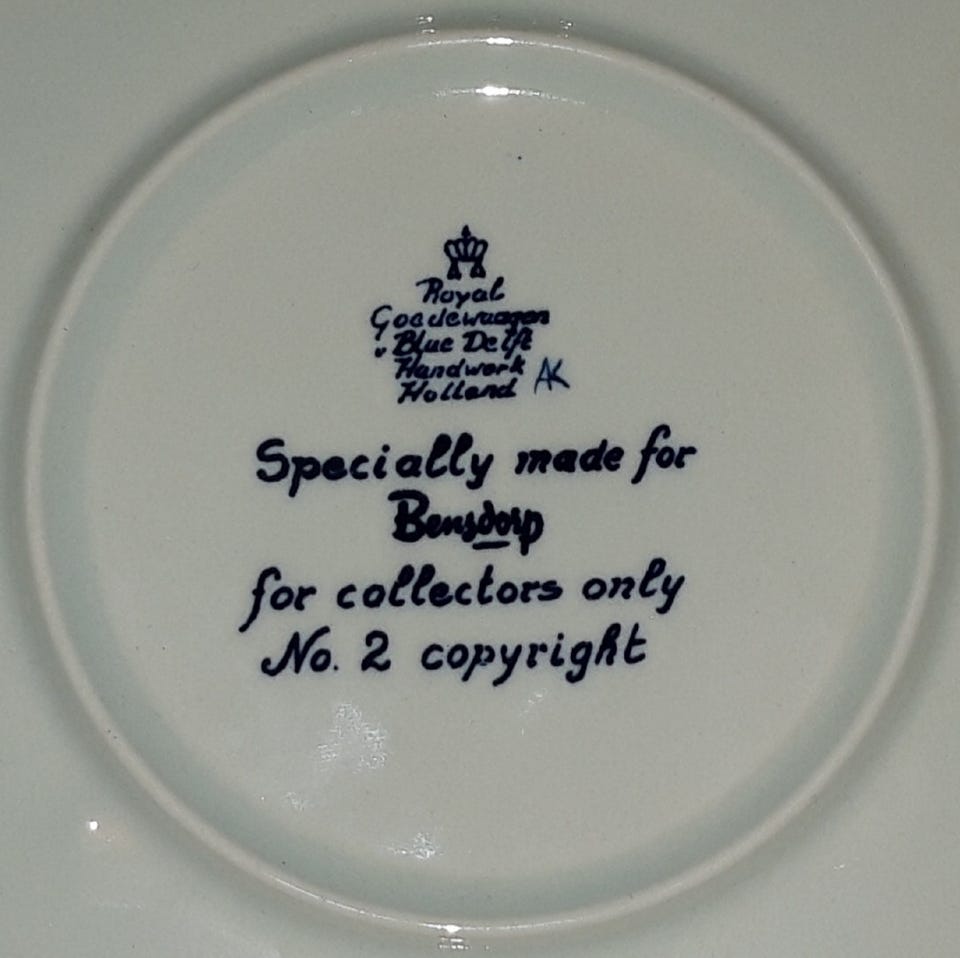 Royal
Goedewaagen
"Blue Delft
Handwerk
Holland AK
Specially made for
Bensdorp
for collectors only
No. 2 copyright